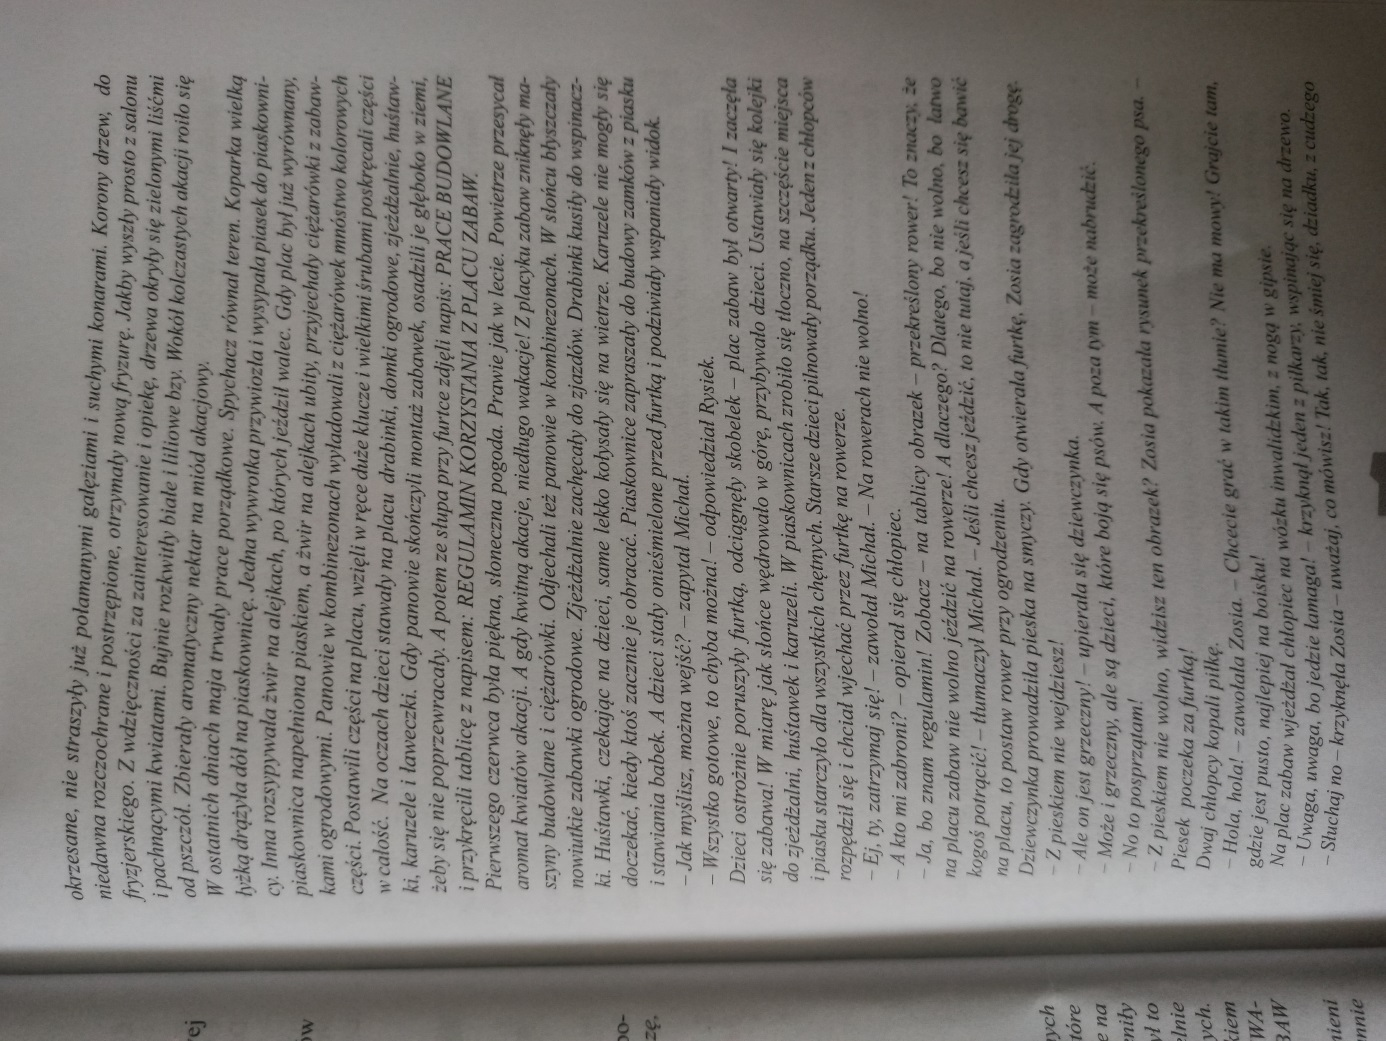 okrzesane, nie straszyły już połamanymi gałęziami i suchymi konarami. Korony drzew, do
niedawna rozczochrane i postrzępione, otrzymały nową fryzurę. Jakby wyszły prosto z salonu
fryzjerskiego. Z wdzięczności za zainteresowanie i opiekę, drzewa okryły się zielonymi liśćmi
i pachnącymi kwiatami. Bujnie rozkwitły białe i liliowe bzy. Wokół kolczastych akacji roiło się
od pszczół. Zbierały aromatyczny nektar na miód akacjowy.
W ostatnich dniach maja trwały prace porządkowe. Spychacz równał teren. Koparka wielką
łyżką drążyła dół na piaskownicę. Jedna wywrotka przywiozła i wysypała piasek do piaskowni-
cy. Inna rozsypywała żwir na alejkach, po których jeździł walec. Gdy plac był już wyrównany,
piaskownica napełniona piaskiem, a żwir na alejkach ubity, przyjechały ciężarówki z zabaw-
kami ogrodowymi. Panowie w kombinezonach wyładowali z ciężarówek mnóstwo kolorowych
części. Postawili części na placu, wzięli w ręce duże klucze i wielkimi śrubami poskręcali części
w całość. Na oczach dzieci stawały na placu drabinki, domki ogrodowe, zjeżdżalnie, huśtaw-
ki, karuzele i ławeczki. Gdy panowie skończyli montaż zabawek, osadzili je głęboko w ziemi,
żeby się nie poprzewracały. A potem ze słupa przy furtce zdjęli napis: PRACE BUDOWLANE
i przykręcili tablicę z napisem: REGULAMIN KORZYSTANIA Z PLACU ZABAW.
Pierwszego czerwca była piękna, słoneczna pogoda. Prawie jak w lecie. Powietrze przesycał
aromat kwiatów akacji. A gdy kwitną akacje, niedługo wakacje! Z placyku zabaw zniknęły ma-
szyny budowlane i ciężarówki. Odjechali też panowie w kombinezonach. W słońcu błyszczały
nowiutkie zabawki ogrodowe. Zjeżdżalnie zachęcały do zjazdów. Drabinki kusiły do wspinacz-
ki. Huśtawki, czekając na dzieci, same lekko kołysały się na wietrze. Karuzele nie mogły się
doczekać, kiedy ktoś zacznie je obracać. Piaskownice zapraszały do budowy zamków z piasku
i stawiania babek. A dzieci stały onieśmielone przed furtką i podziwiały wspaniały widok.
– Jak myślisz, można wejść? – zapytał Michał.
– Wszystko gotowe, to chyba można! – odpowiedział Rysiek.
Dzieci ostrożnie poruszyły furtką, odciągnęły skobelek – plac zabaw był otwarty! I zaczęła
się zabawa! W miarę jak słońce wędrowało w górę, przybywało dzieci. Ustawiały się kolejki
do zjeżdżalni, huśtawek i karuzeli. W piaskownicach zrobiło się tłoczno, na szczęście miejsca
i piasku starczyło dla wszystkich chętnych. Starsze dzieci pilnowały porządku. Jeden z chłopców
rozpędził się i chciał wjechać przez furtkę na rowerze.
– Ej, ty, zatrzymaj się! – zawołał Michał. – Na rowerach nie wolno!
– A kto mi zabroni? – opierał się chłopiec.
– Ja, bo znam regulamin! Zobacz – na tablicy obrazek – przekreślony rower! To znaczy, że
na placu zabaw nie wolno jeździć na rowerze. A dlaczego? Dlatego, bo nie wolno, bo łatwo
kogoś potrącić! – tłumaczył Michał. – Jeśli chcesz jeździć, to nie tutaj, a jeśli chcesz się bawić
na placu, to postaw rower przy ogrodzeniu.
Dziewczynka prowadziła pieska na smyczy. Gdy otwierała furtkę, Zosia zagrodziła jej drogę.
– Z pieskiem nie wejdziesz!
– Ale on jest grzeczny! – upierała się dziewczynka.
– Może i grzeczny, ale są dzieci, które boją się psów. A poza tym – może nabrudzić.
– No to posprzątam!
– Z pieskiem nie wolno, widzisz ten obrazek? Zosia pokazała rysunek przekreślonego psa. –
Piesek poczeka za furtką!
Dwaj chłopcy kopali piłkę.
– Hola, hola! – zawołała Zosia. – Chcecie grać w takim tłumie? Nie ma mowy! Grajcie tam,
gdzie jest pusto, najlepiej na boisku!
Na plac zabaw wjeżdżał chłopiec na wózku inwalidzkim, z nogą w gipsie.
– Uwaga, uwaga, bo jedzie łamaga! – krzyknął jeden z piłkarzy, wspinając się na drzewo.
– Słuchaj no – krzyknęła Zosia – uważaj, co mówisz! Tak, tak, nie śmiej się, dziadku, z cudzego